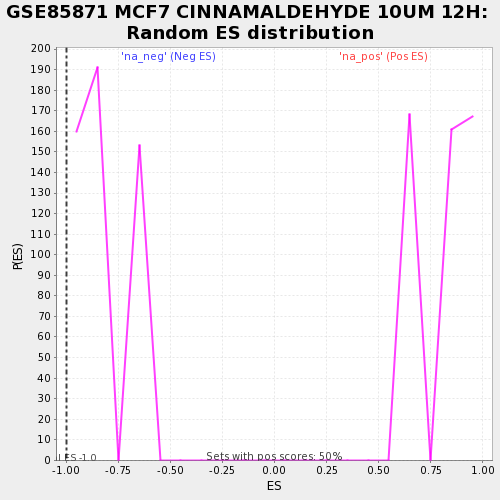 GSE85871 MCF7 CINNAMALDEHYDE 10UM 12H:
Random ES distribution
'na_neg' (Neg ES)
'na_pos' (Pos ES)
P(ES)
200
190
180
170
160
150
140
130
120
110
100
90
80
70
60
50
40
30
20
10
0
Sets with pos scores: 50%
-1.00 -0.75 -0.50 -0.25 0.00 0.25 0.50 0.75 1.00
ES